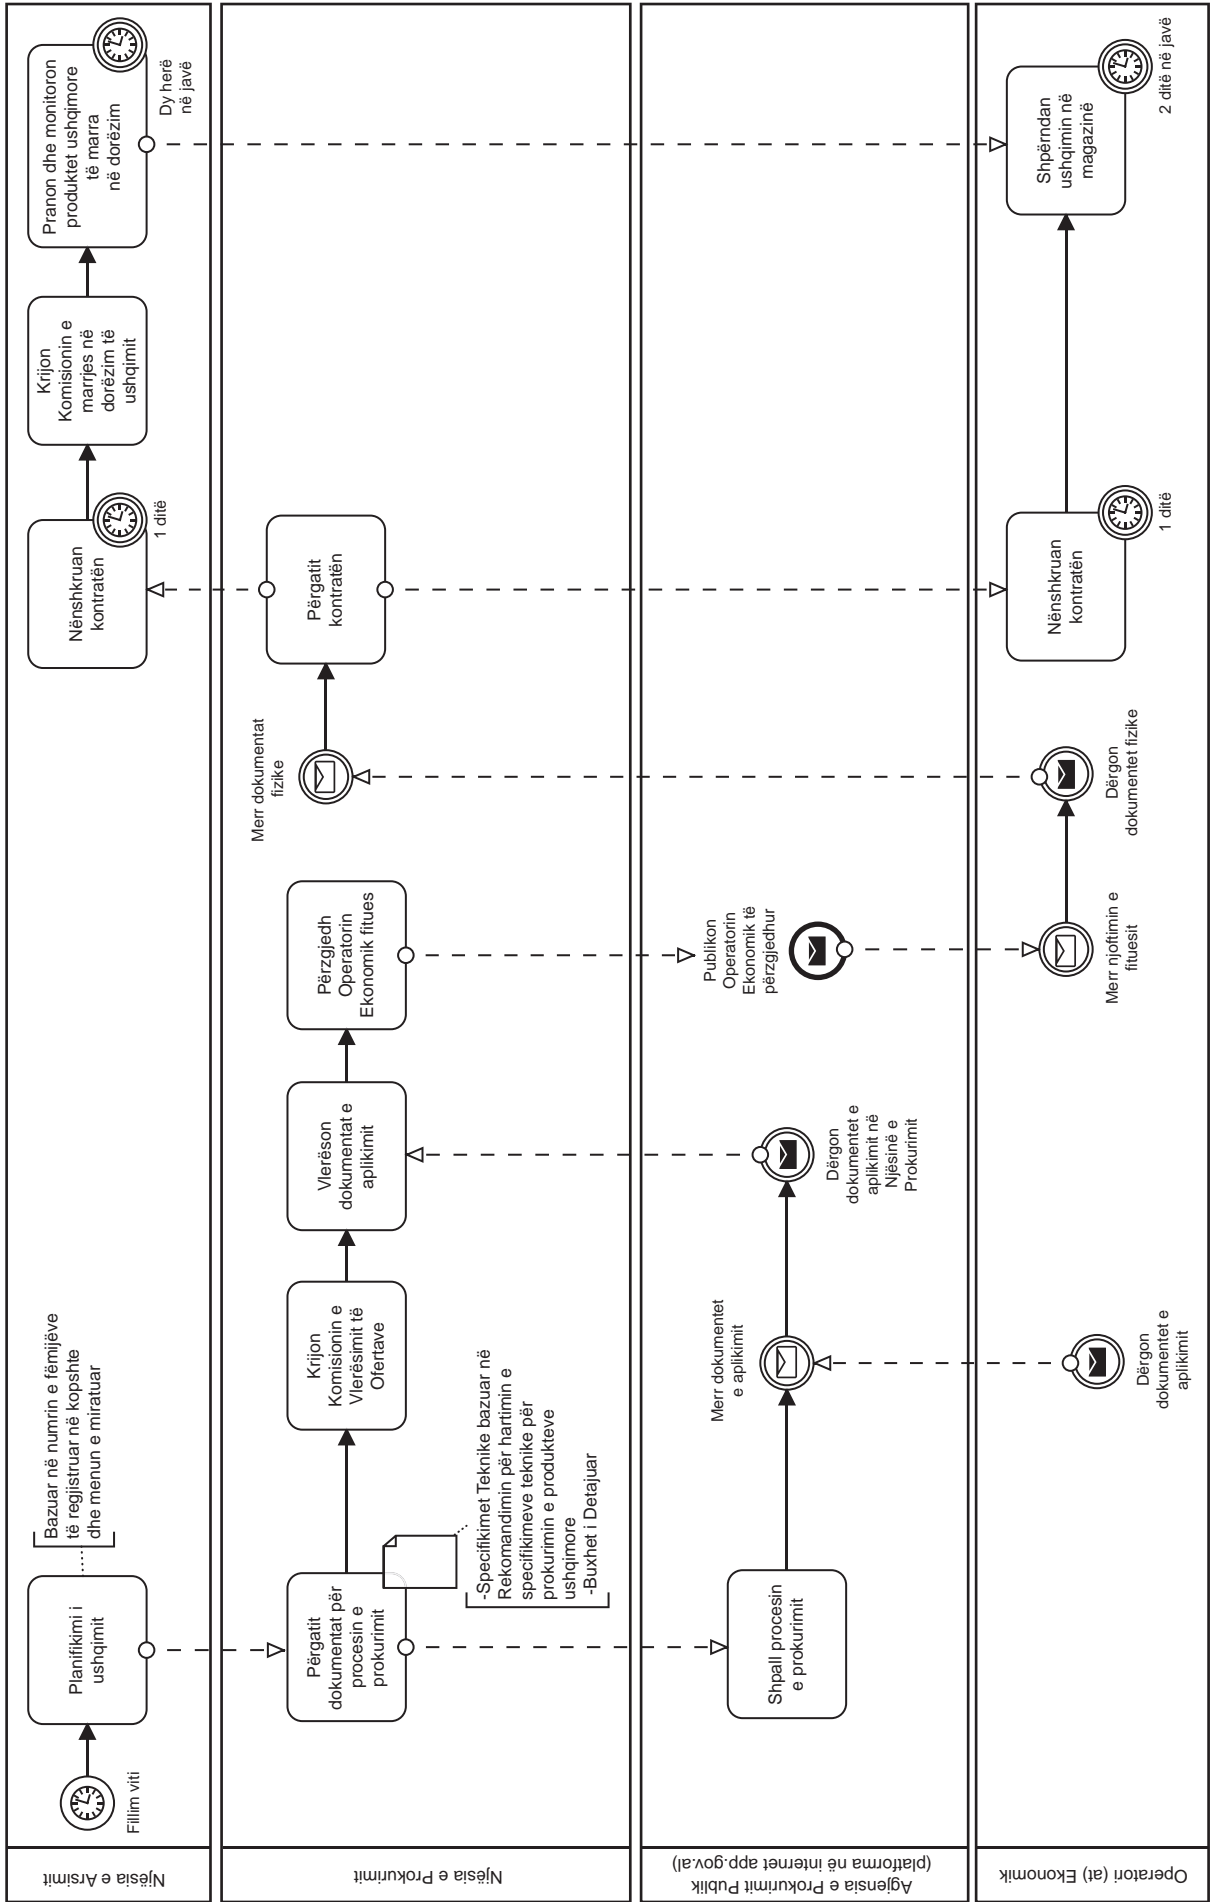 Njësia e Arsimit
Fillim viti
Planifikimi i
ushqimit
Bazuar në numrin e fëmijëve
të regjistruar në kopshte
dhe menun e miratuar
Nënshkruan
kontratën
1 ditë
Krijon
Komisionin e
marrjes në
dorëzim të
ushqimit
Pranon dhe monitoron
produktet ushqimore
të marra
në dorëzim
Dy herë
në javë
Njësia e Prokurimit
Përgatit
dokumentat për
procesin e
prokurimit
-Specifikimet Teknike bazuar në
Rekomandimin për hartimin e
specifikimeve teknike për
prokurimin e produkteve
ushqimore
-Buxhet i Detajuar
Krijon
Komisionin e
Vlerësimit të
Ofertave
Vlerëson
dokumentat e
aplikimit
Përzgjedh
Operatorin
Ekonomik fitues
Merr dokumentat
fizike
Përgatit
kontratën
Agjensia e Prokurimit Publik
(platforma në internet app.gov.al)
Shpall procesin
e prokurimit
Merr dokumentet
e aplikimit
Dërgon
dokumentet e
aplikimit në
Njësinë e
Prokurimit
Publikon
Operatorin
Ekonomik të
përzgjedhur
Operatori (at) Ekonomik
Dërgon
dokumentet e
aplikimit
Merr njoftimin e
fituesit
Dërgon
dokumentet fizike
Nënshkruan
kontratën
1 ditë
Shpërndan
ushqimin në
magazinë
2 ditë në javë